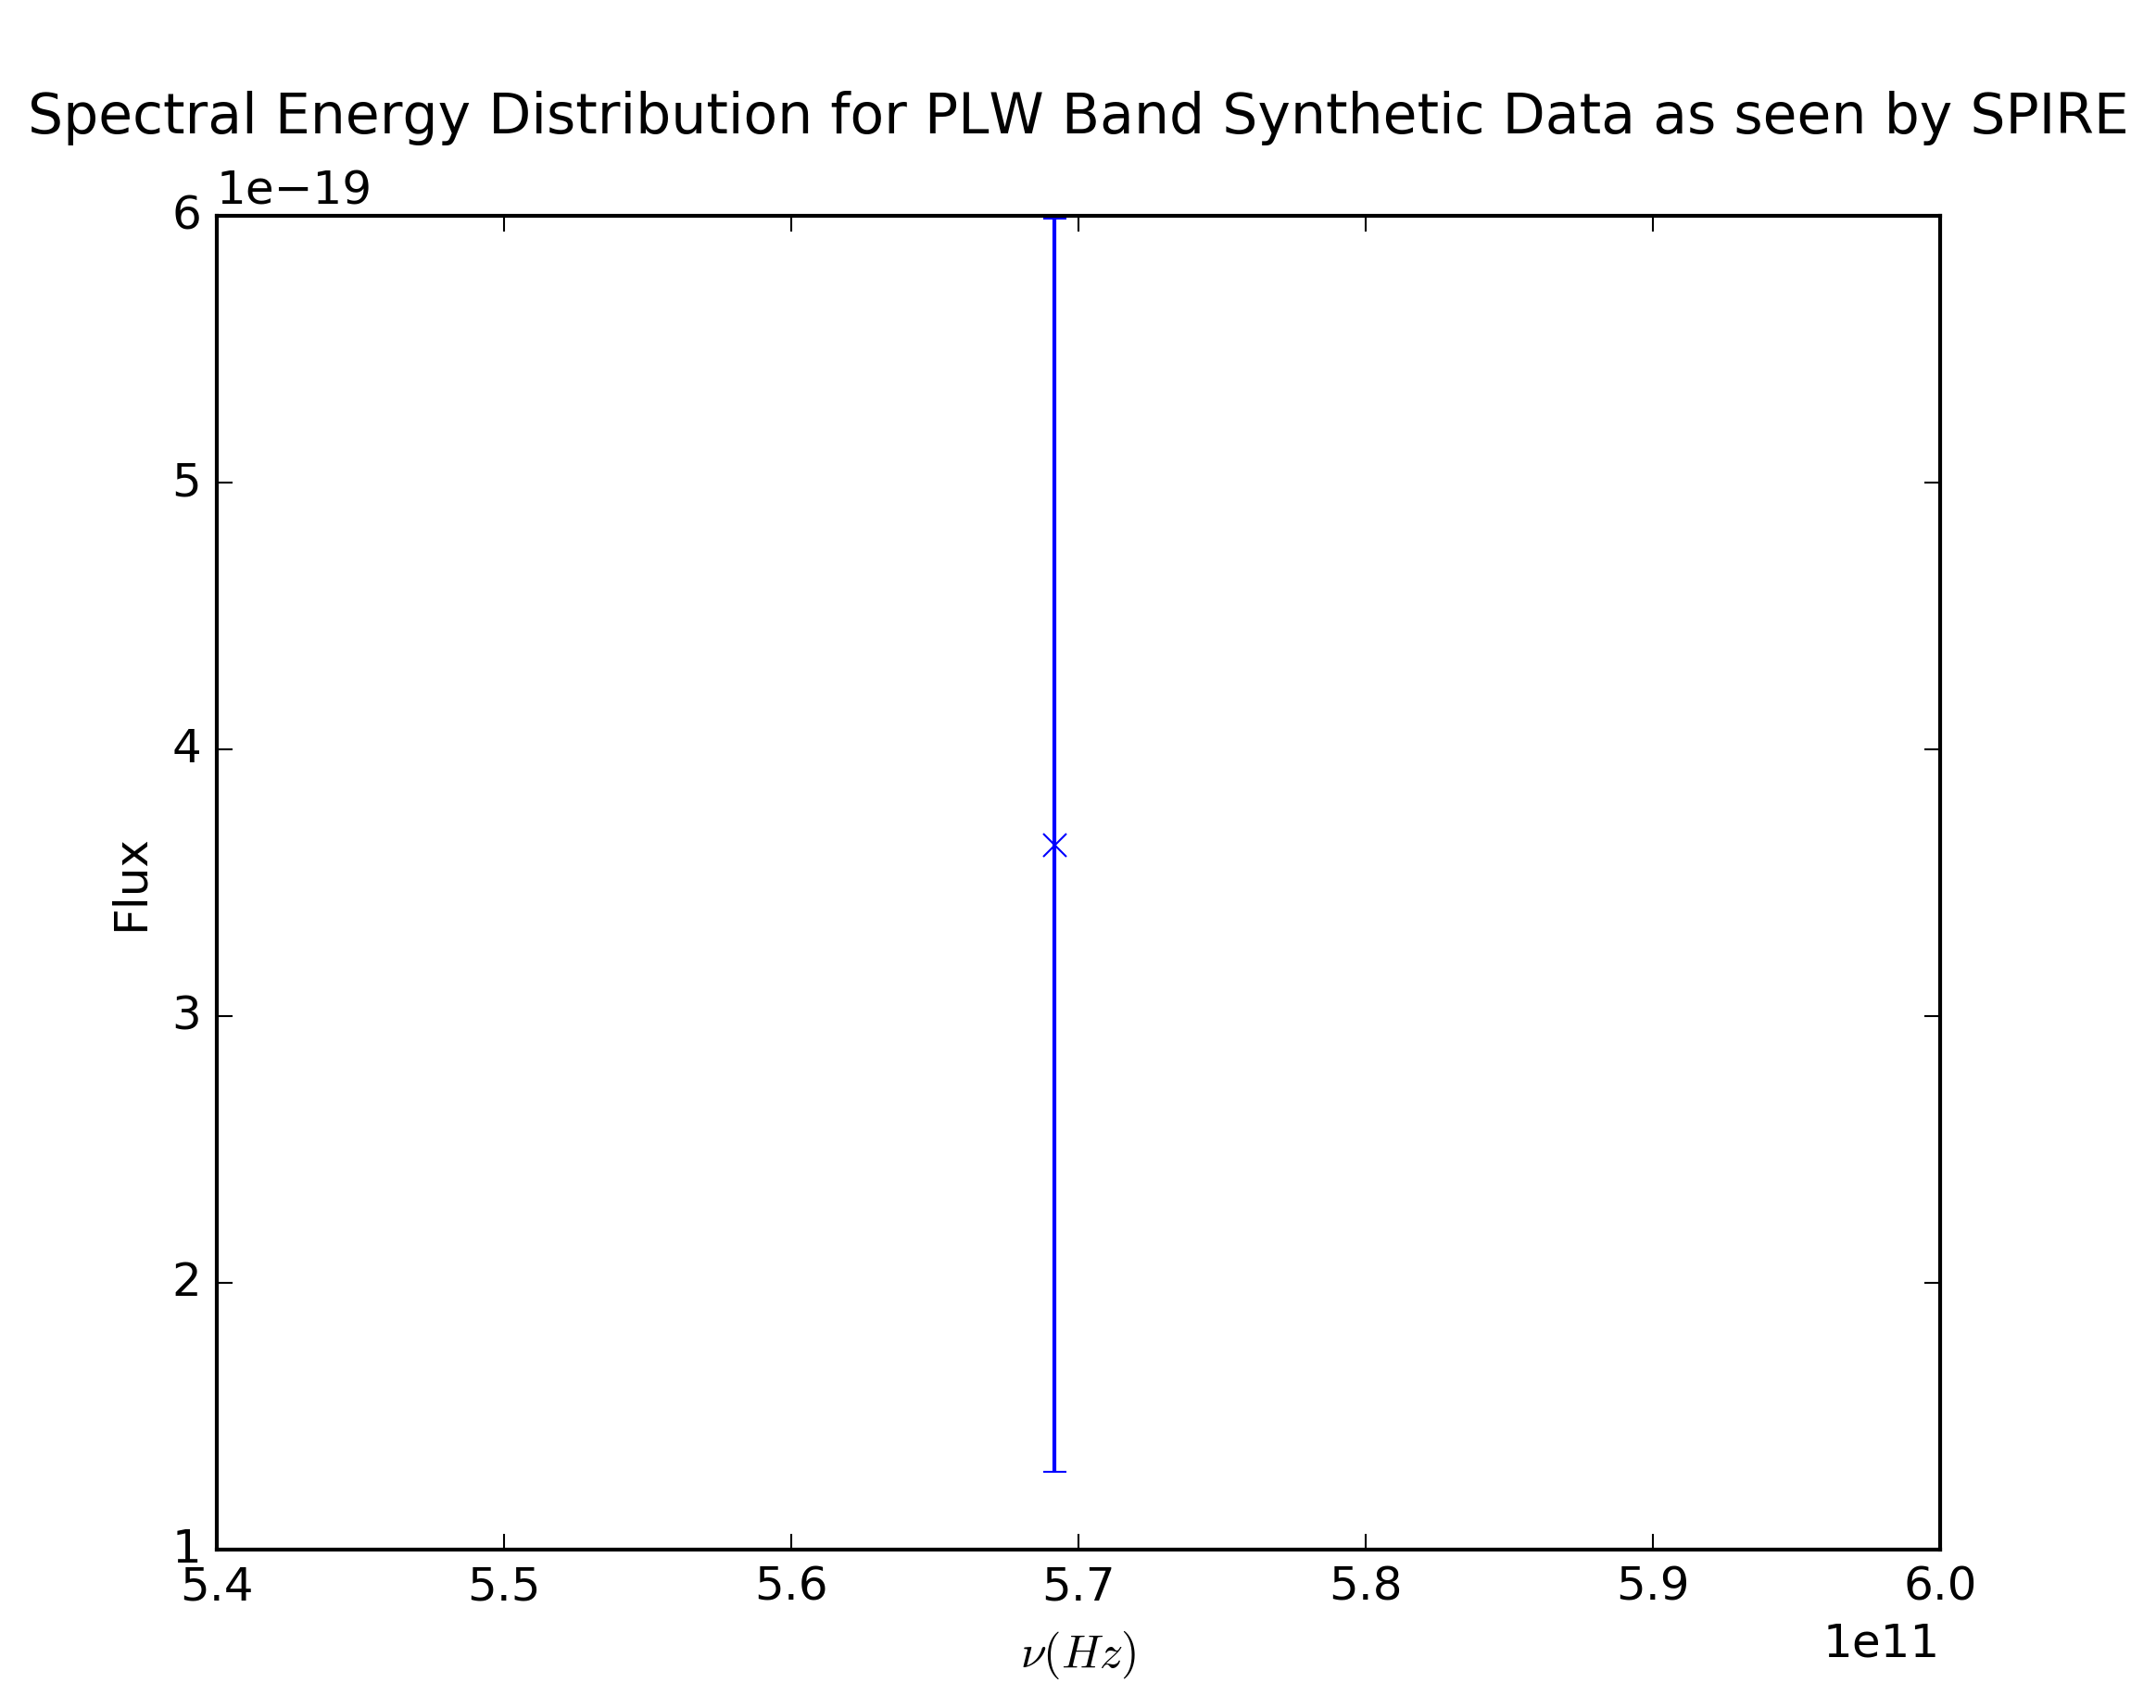 Spectral Energy Distribution for PLW Band Synthetic Data as seen by SPIRE
1e−19
6
5
4
3
2
1
Flux
5.4 5.5 5.6 5.7 5.8 5.9 6.0
1e11
ν(Hz)